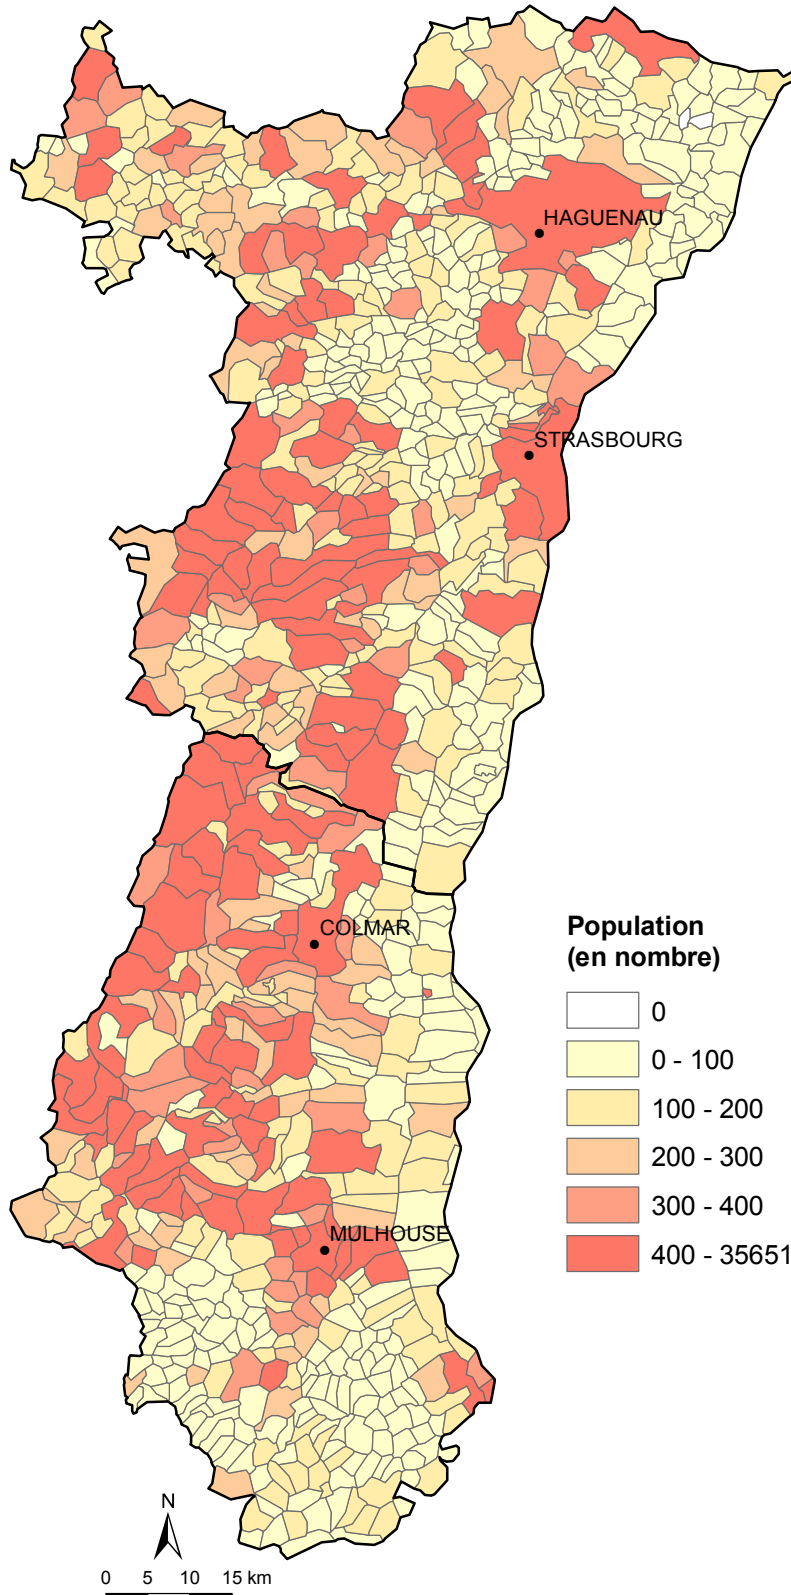 HAGUENAU
STRASBOURG
COLMAR
MULHOUSE
Population
(en nombre)
0
0 - 100
100 - 200
200 - 300
300 - 400
400 - 35651
N
0 5 10 15 km